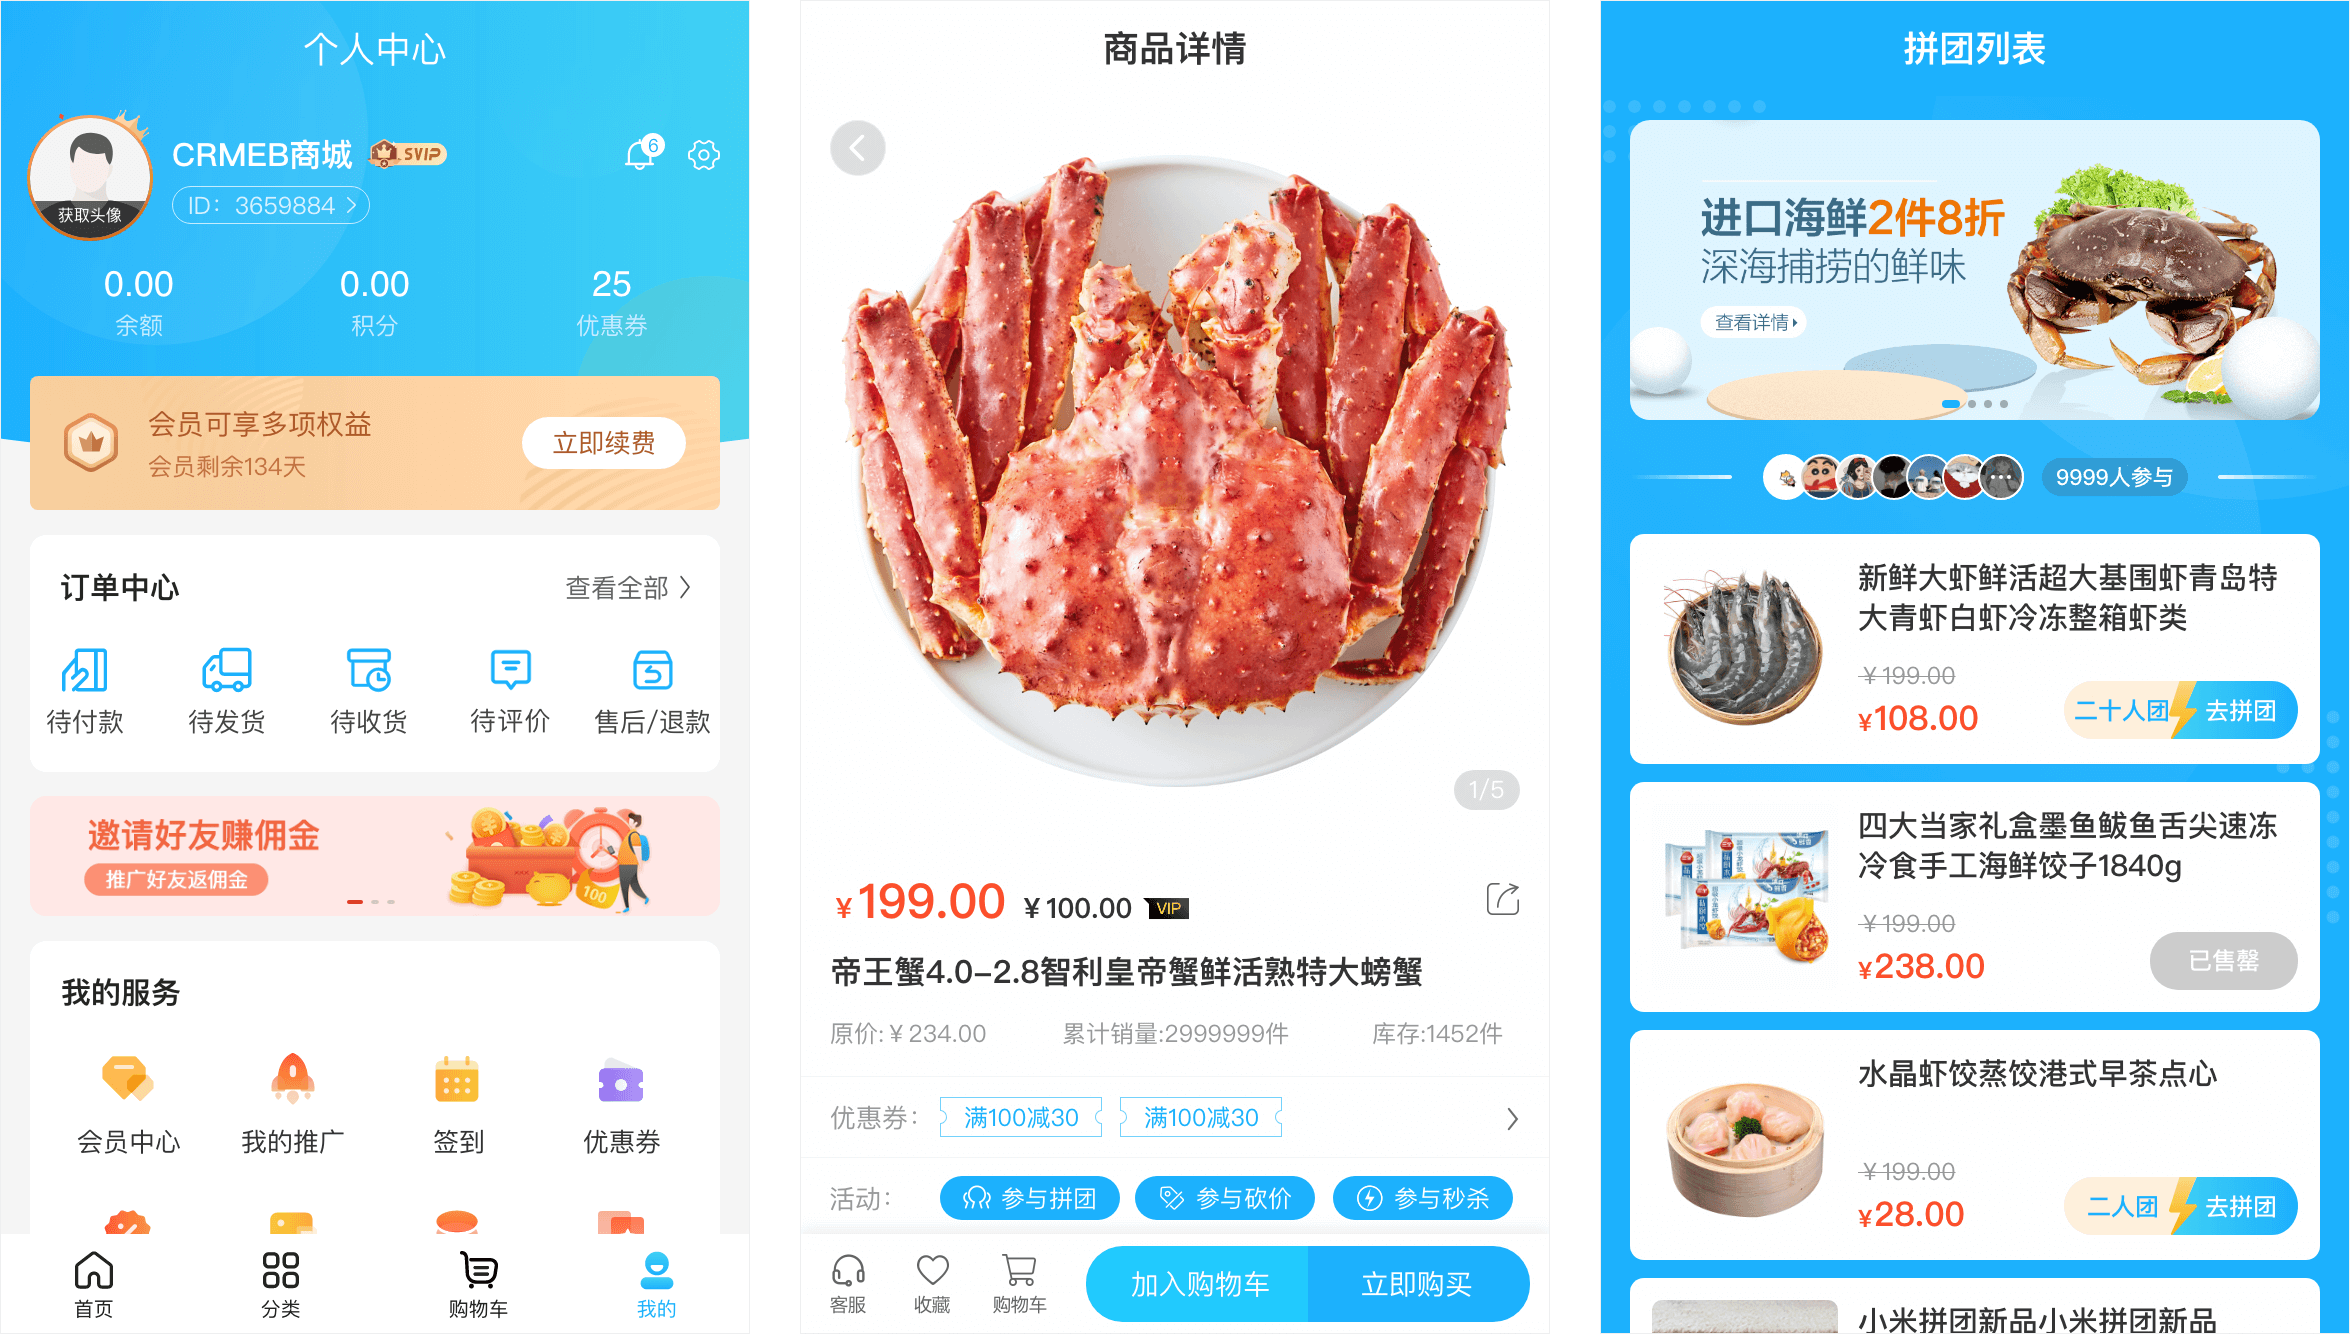 个人中心
CRMEB商城
SVIP
6
ID: 3659884
获取头像
0.00
0.00
25
余额
积分
优惠券
会员可享多项权益
会员剩余134天
立即续费
订单中心
查看全部
待付款
待发货
待收货
待评价
售后/退款
邀请好友赚佣金
推广好友返佣金
100
我的服务
会员中心
我的推广
签到
优惠券
首页
分类
购物车
我的
商品详情
1/5
¥199.00
¥100.00
VIP
帝王蟹4.0-2.8智利皇帝蟹鲜活熟特大螃蟹
原价:¥234.00
累计销量:2999999件
库存:1452件
优惠券:
满100减30
满100减30
活动:
参与拼团
参与砍价
参与秒杀
客服
收藏
购物车
加入购物车
立即购买
拼团列表
进口海鲜2件8折
深海捕捞的鲜味
查看详情
9999人参与
新鲜大虾鲜活超大基围虾青岛特
大青虾白虾冷冻整箱虾类
¥199.00
¥108.00
二十人团
去拼团
四大当家礼盒墨鱼鲅鱼舌尖速冻
冷食手工海鲜饺子1840g
¥199.00
¥238.00
已售罄
水晶虾饺蒸饺港式早茶点心
¥199.00
¥28.00
二人团
去拼团
小米拼团新品小米拼团新品